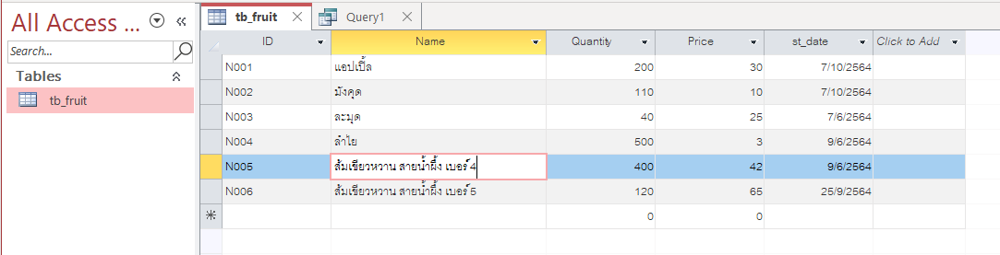 All Access ...
Search...
Tables
tb_fruit
tb_fruit Query1
ID Name Quantity Price st_date Click to Add
N001 แอปเปิ้ล 200 30 7/10/2564
N002 มังคุด 110 10 7/10/2564
N003 ละมุด 40 25 7/6/2564
N004 ลำไย 500 3 9/6/2564
N005 ส้มเขียวหวาน สายน้ำผึ้ง เบอร์ 4 400 42 9/6/2564
N006 ส้มเขียวหวาน สายน้ำผึ้ง เบอร์ 5 120 65 25/9/2564
0 0